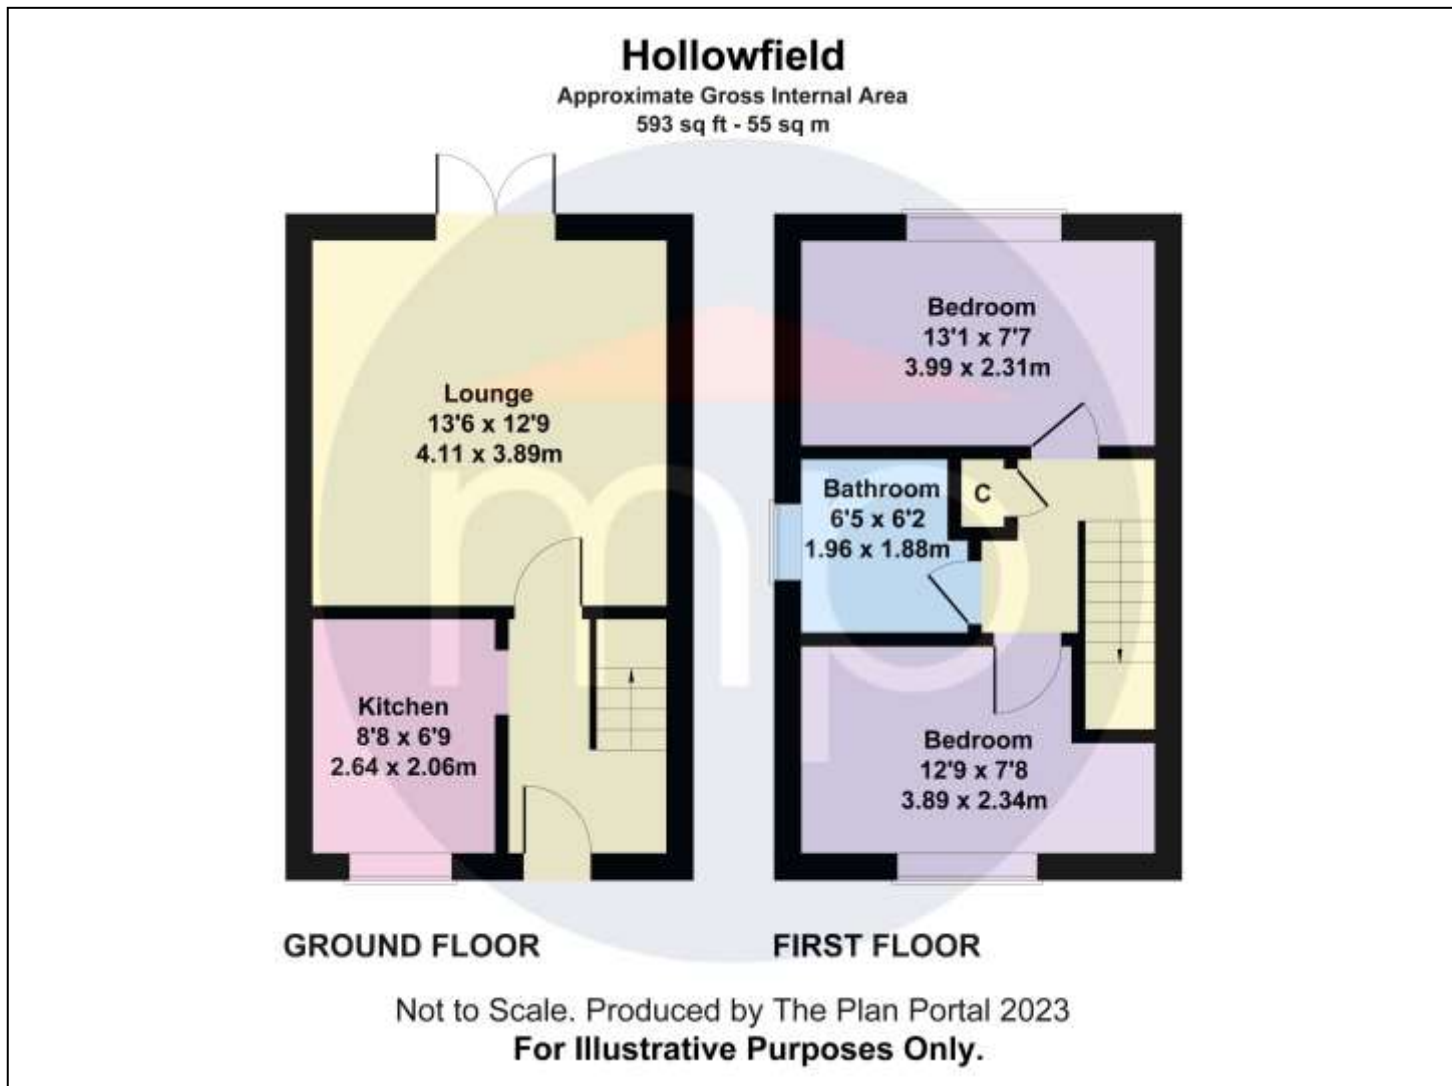 Hollowfield
Approximate Gross Internal Area
593 sq ft - 55 sq m
Lounge
13'6 x 12'9
4.11 x 3.89m
Kitchen
8'8 x 6'9
2.64 x 2.06m
GROUND FLOOR
Bedroom
13'1 x 7'7
3.99 x 2.31m
Bathroom
6'5 x 6'2
1.96 x 1.88m
C
Bedroom
12'9 x 7'8
3.89 x 2.34m
FIRST FLOOR
mp
Not to Scale. Produced by The Plan Portal 2023
For Illustrative Purposes Only.